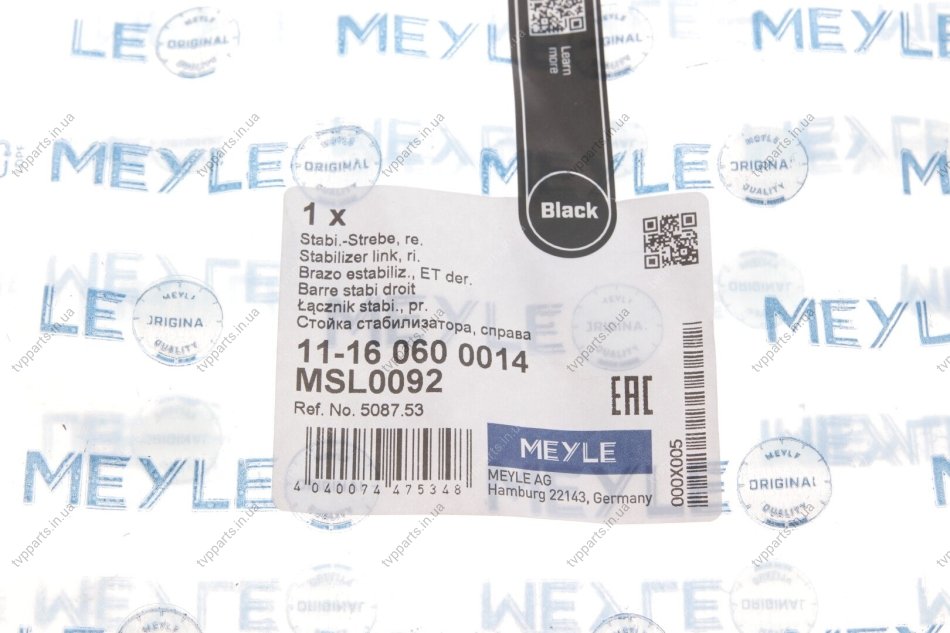 Learn
more
Black
1 x
Stabi.-Strebe, re.
Stabilizer link, ri.
Brazo estabiliz., ET der.
Barre stabi droit
Łącznik stabi., pr.
Стойка стабилизатора, справа
11-16 060 0014
MSL0092
Ref. No. 5087.53
EAC
MEYLE
MEYLE AG
Hamburg 22143, Germany
4 040074 475348
000X005
MEYLE
ORIGINAL
QUALITY
tvpparts.in.ua